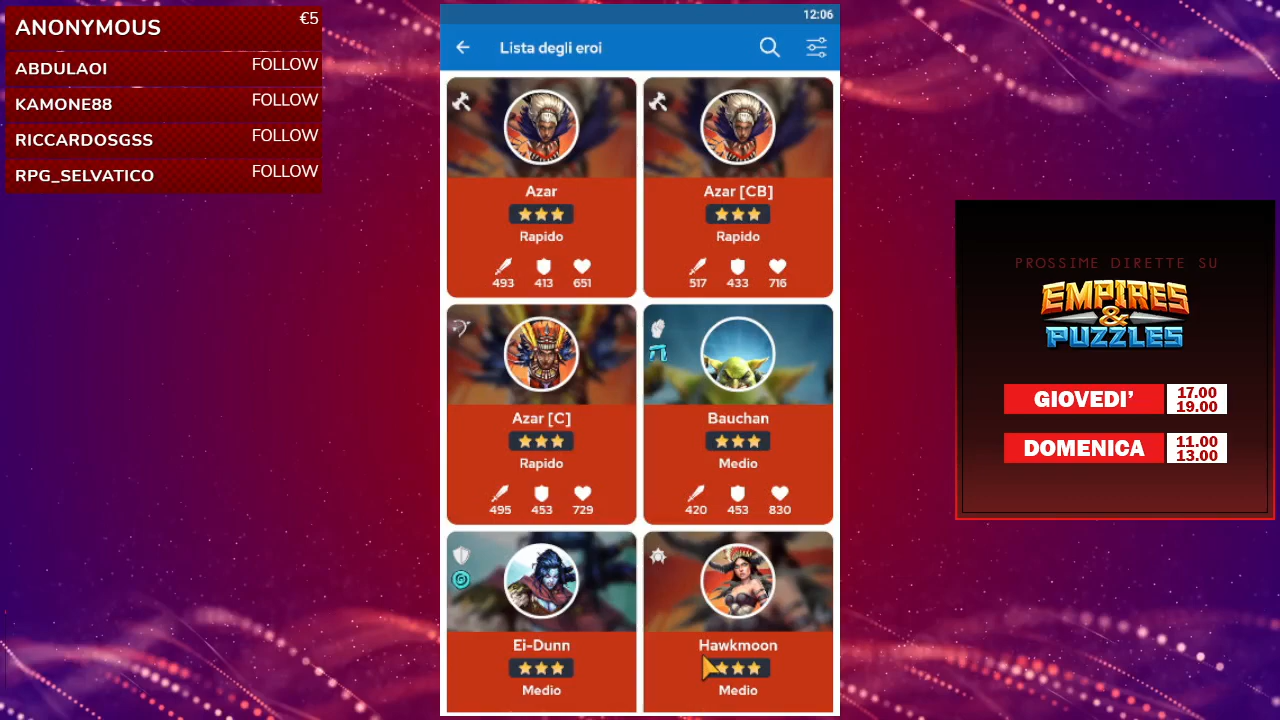 ANONYMOUS €5
ABDULAOI FOLLOW
KAMONE88 FOLLOW
RICCARDOSGSS FOLLOW
RPG_SELVATICO FOLLOW
12:06
Lista degli eroi
Azar
Rapido
493 413 651
Azar [CB]
Rapido
517 433 716
Azar [C]
Rapido
495 453 729
Bauchan
Medio
420 453 830
Ei-Dunn
Medio
Hawkmoon
Medio
PROSSIME DIRETTE SU
EMPIRES
&
PUZZLES
GIOVEDI’ 17.00
19.00
DOMENICA 11.00
13.00